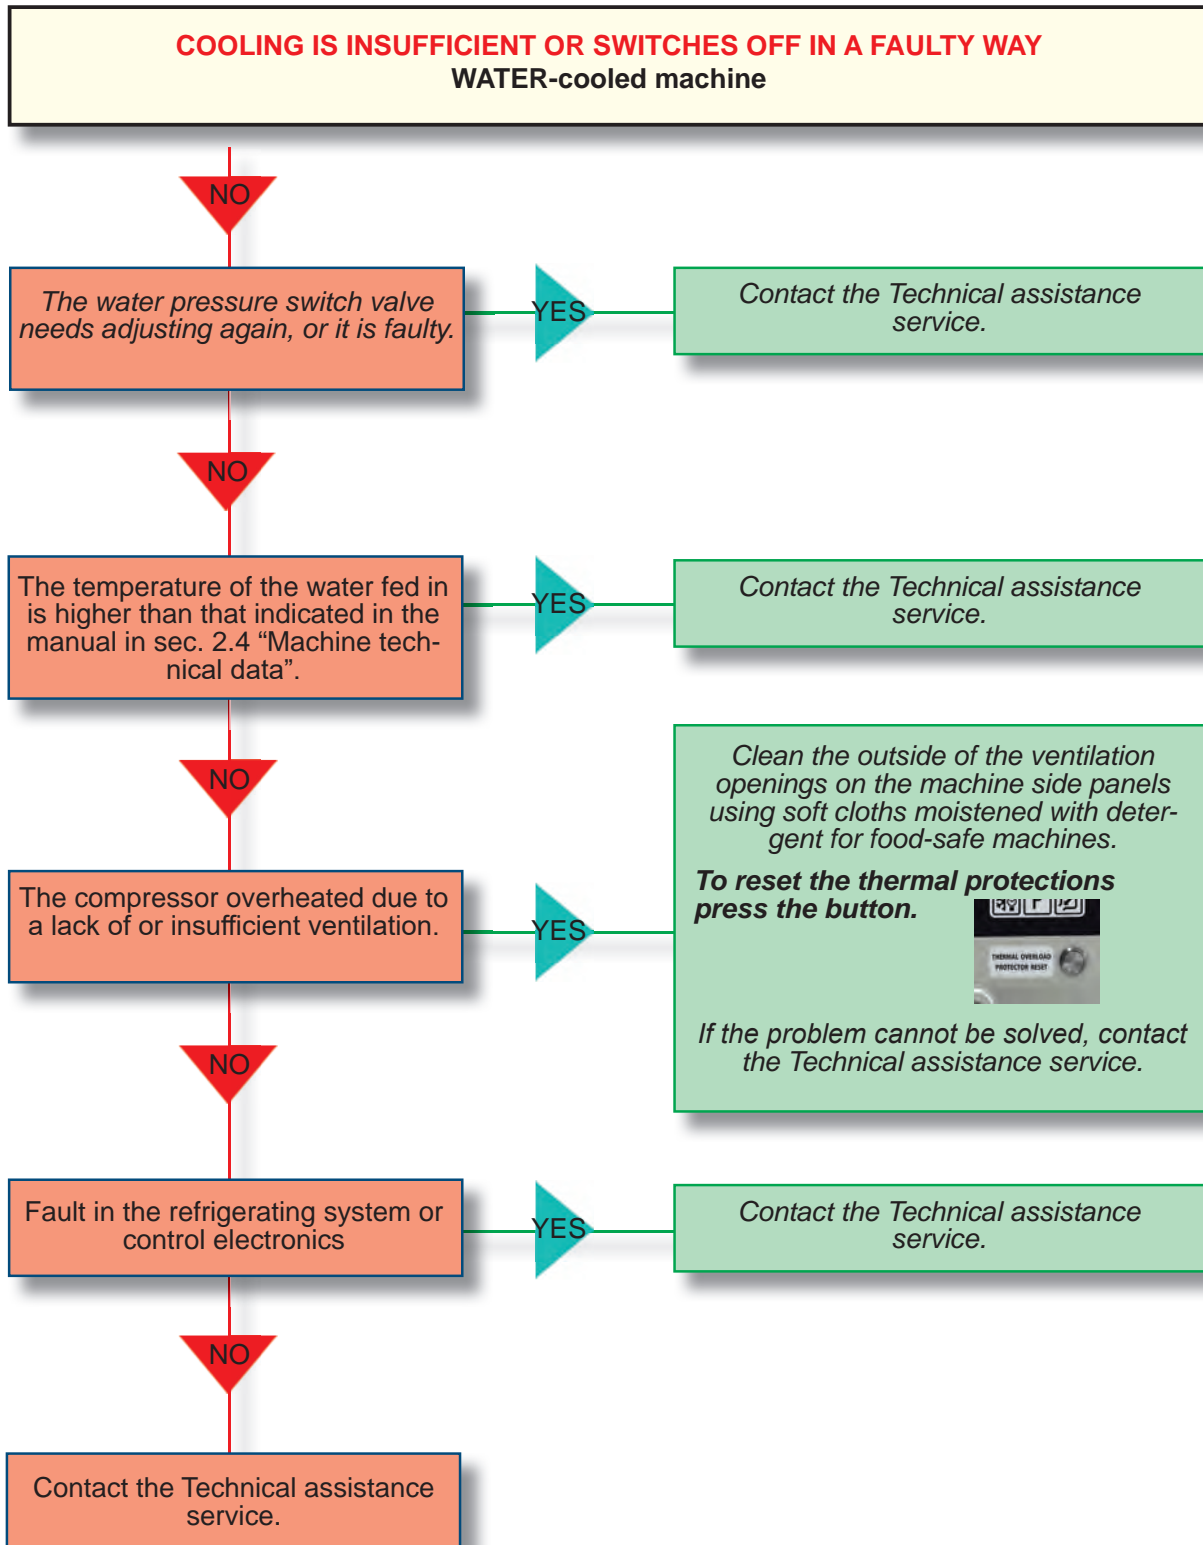 COOLING IS INSUFFICIENT OR SWITCHES OFF IN A FAULTY WAY
WATER-cooled machine
NO
The water pressure switch valve
needs adjusting again, or it is faulty.
YES
Contact the Technical assistance
service.
NO
The temperature of the water fed in
is higher than that indicated in the
manual in sec. 2.4 “Machine tech-
nical data”.
YES
Contact the Technical assistance
service.
NO
The compressor overheated due to
a lack of or insufficient ventilation.
YES
Clean the outside of the ventilation
openings on the machine side panels
using soft cloths moistened with deter-
gent for food-safe machines.
To reset the thermal protections
press the button.
THERMAL OVERLOAD
PROTECTOR RESET
If the problem cannot be solved, contact
the Technical assistance service.
NO
Fault in the refrigerating system or
control electronics
YES
Contact the Technical assistance
service.
NO
Contact the Technical assistance
service.